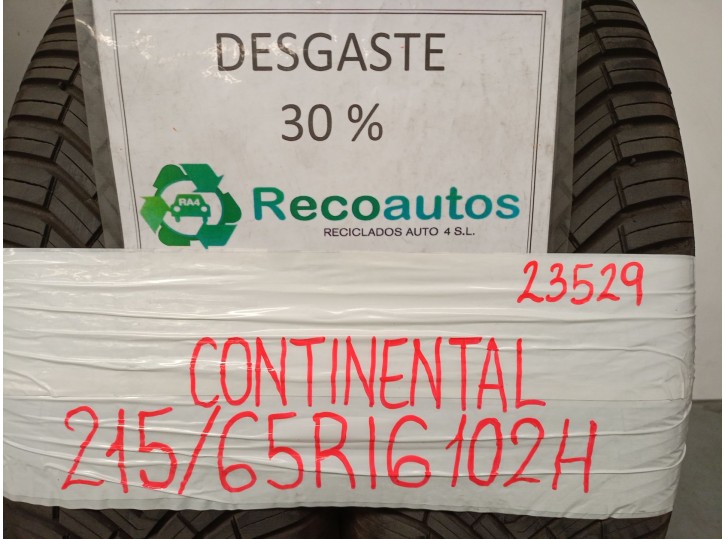 DESGASTE
30 %
RA4
Recoautos
RECICLADOS AUTO 4 S.L.
23529
CONTINENTAL
215/65R16 102H